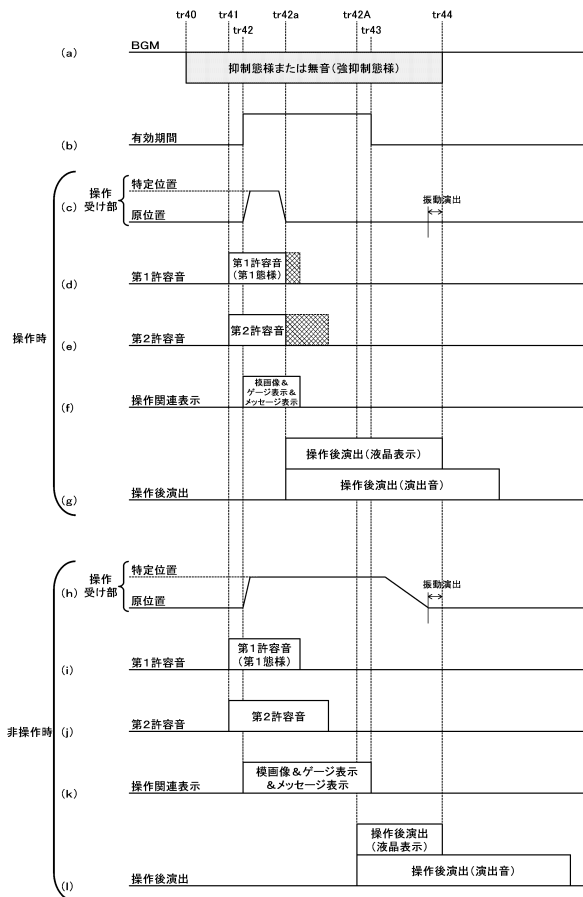 tr40 tr41 tr42a tr42A tr44
tr42 tr43
(a) BGM
抑制態様または無音(強抑制態様)
(b) 有効期間
操作時
(c) 操作受け部
特定位置
原位置
振動演出
(d) 第1許容音
第1許容音
(第1態様)
(e) 第2許容音
第2許容音
(f) 操作関連表示
模画像&
ゲージ表示&
メッセージ表示
(g) 操作後演出
操作後演出(液晶表示)
操作後演出(演出音)
非操作時
(h) 操作受け部
特定位置
原位置
振動演出
(i) 第1許容音
第1許容音
(第1態様)
(j) 第2許容音
第2許容音
(k) 操作関連表示
模画像&ゲージ表示
&メッセージ表示
(l) 操作後演出
操作後演出
(液晶表示)
操作後演出(演出音)